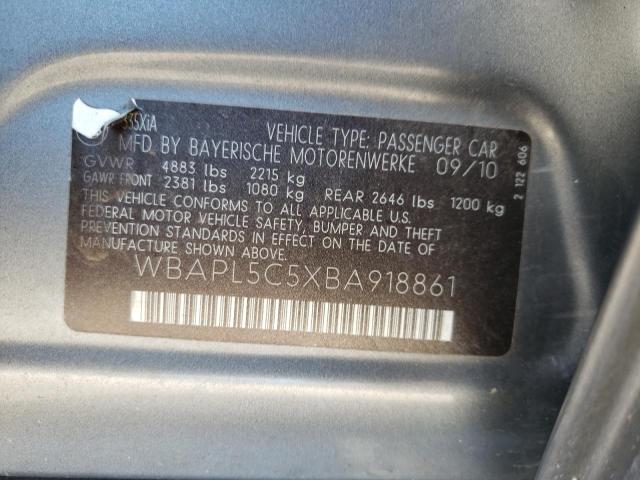 335XiA
VEHICLE TYPE: PASSENGER CAR
MFD. BY BAYERISCHE MOTORENWERKE 09/10
GVWR 4883 lbs 2215 kg
GAWR FRONT 2381 lbs 1080 kg REAR 2646 lbs 1200 kg
THIS VEHICLE CONFORMS TO ALL APPLICABLE U.S.
FEDERAL MOTOR VEHICLE SAFETY, BUMPER AND THEFT
PREVENTION STANDARDS IN EFFECT ON THE DATE OF
MANUFACTURE SHOWN ABOVE.
WBAPL5C5XBA918861
2 122 606